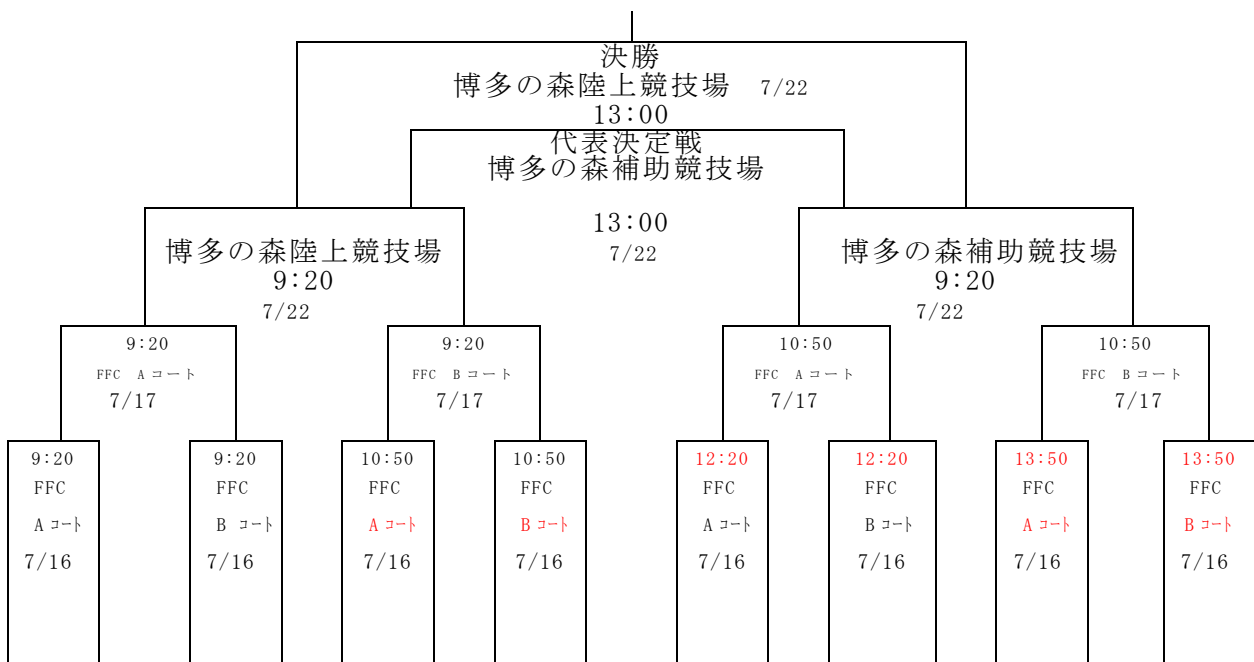 決勝
博多の森陸上競技場 7/22
13:00
代表決定戦
博多の森補助競技場
13:00
7/22
博多の森陸上競技場
9:20
7/22
博多の森補助競技場
9:20
7/22
9:20
FFC Aコート
7/17
9:20
FFC Bコート
7/17
10:50
FFC Aコート
7/17
10:50
FFC Bコート
7/17
9:20
FFC
Aコート
7/16
9:20
FFC
Bコート
7/16
10:50
FFC
Aコート
7/16
10:50
FFC
Bコート
7/16
12:20
FFC
Aコート
7/16
12:20
FFC
Bコート
7/16
13:50
FFC
Aコート
7/16
13:50
FFC
Bコート
7/16